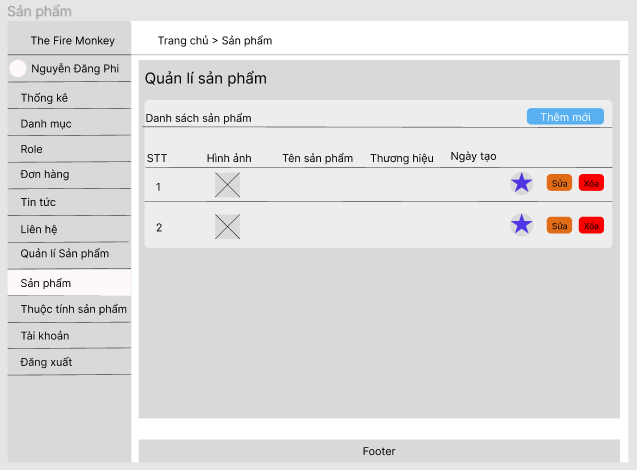 Sản phẩm
The Fire Monkey
Trang chủ > Sản phẩm
Nguyễn Đăng Phi
Thống kê
Danh mục
Role
Đơn hàng
Tin tức
Liên hệ
Quản lí Sản phẩm
Sản phẩm
Thuộc tính sản phẩm
Tài khoản
Đăng xuất
Quản lí sản phẩm
Danh sách sản phẩm
Thêm mới
STT Hình ảnh Tên sản phẩm Thương hiệu Ngày tạo
1 Sửa Xóa
2 Sửa Xóa
Footer